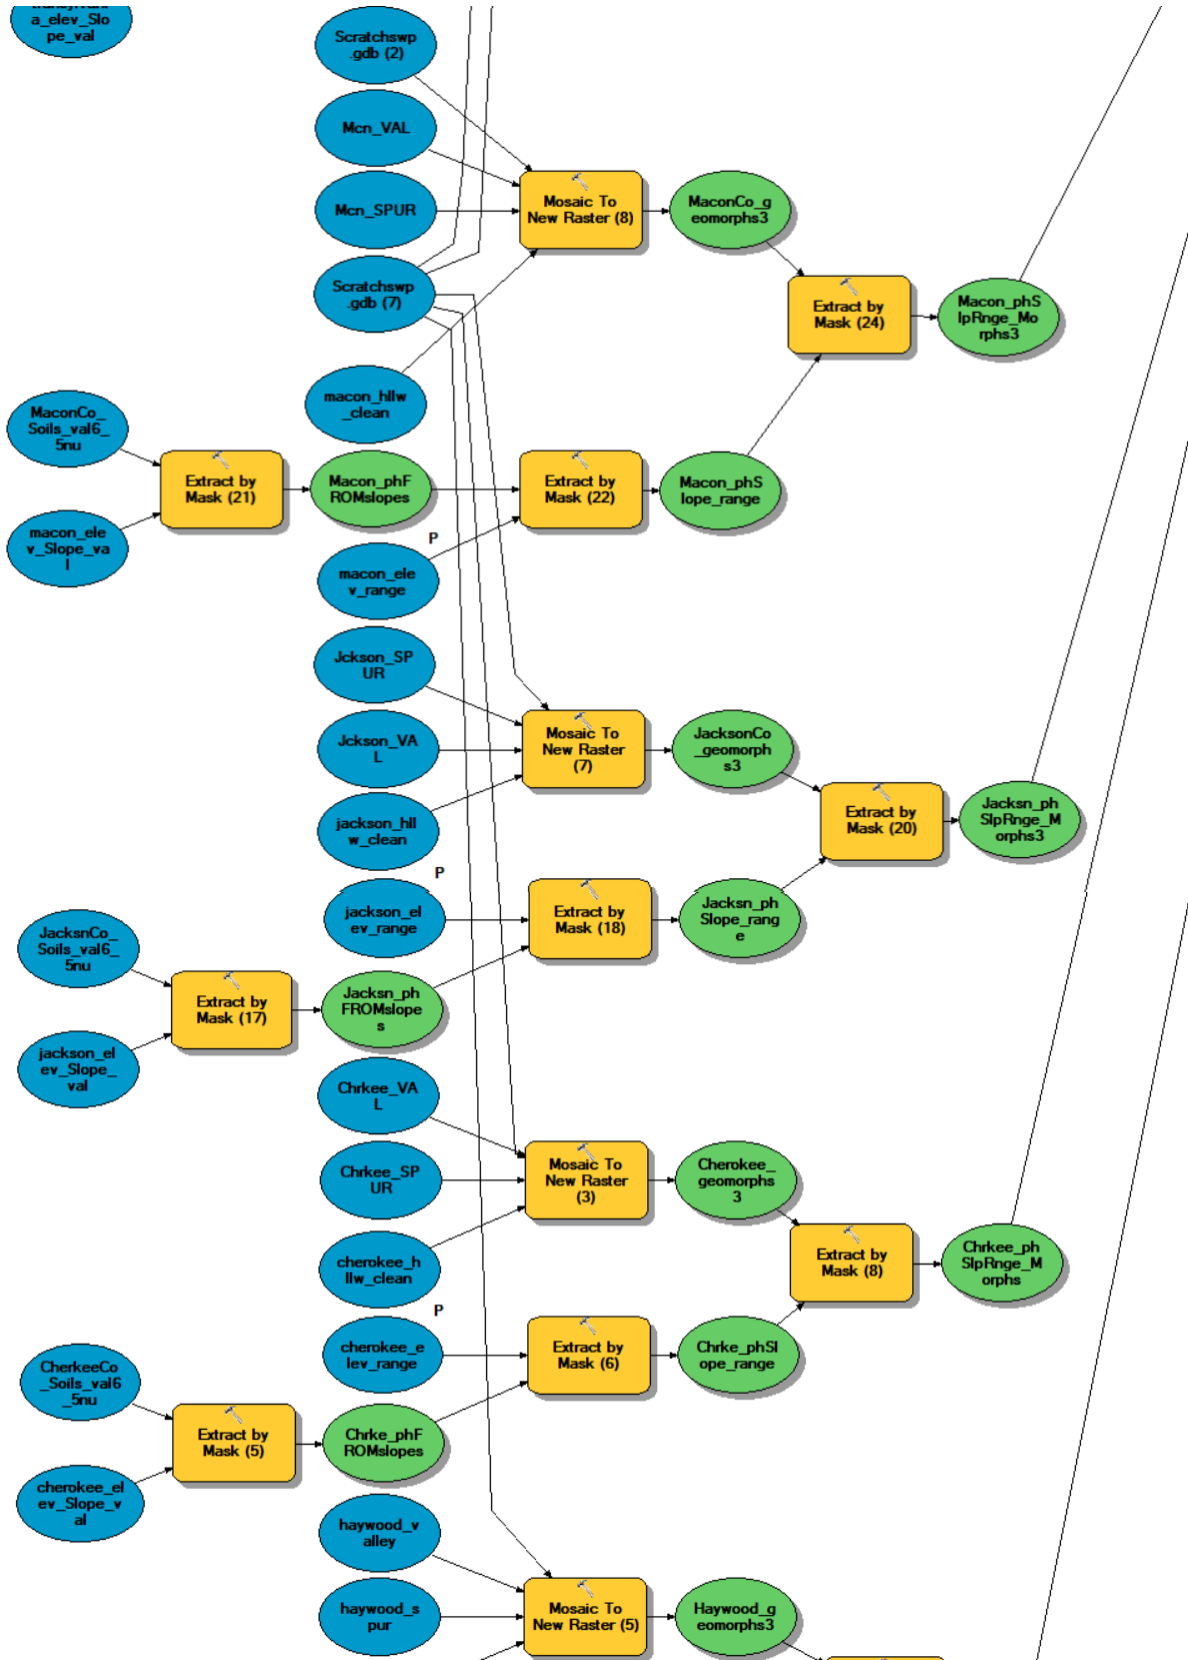 a_elev_Slo
pe_val
Scratchswp
.gdb (2)
Mcn_VAL
Mcn_SPUR
Mosaic To
New Raster (8)
MaconCo_g
eomorphs3
Scratchswp
.gdb (7)
Extract by
Mask (24)
Macon_phS
lpRnge_Mo
rphs3
macon_hllw
_clean
MaconCo_
Soils_val6_
5nu
Extract by
Mask (21)
Macon_phF
ROMslopes
Extract by
Mask (22)
Macon_phS
lope_range
macon_ele
v_Slope_va
l
P
macon_ele
v_range
Jckson_SP
UR
Jckson_VA
L
Mosaic To
New Raster
(7)
JacksonCo
_geomorph
s3
jackson_hll
w_clean
Extract by
Mask (20)
Jacksn_ph
SlpRnge_M
orphs3
P
jackson_el
ev_range
Extract by
Mask (18)
Jacksn_ph
Slope_rang
e
JacksnCo_
Soils_val6_
5nu
Extract by
Mask (17)
Jacksn_ph
FROMslope
s
jackson_el
ev_Slope_
val
Chrkee_VA
L
Chrkee_SP
UR
Mosaic To
New Raster
(3)
Cherokee_
geomorphs
3
cherokee_h
llw_clean
Extract by
Mask (8)
Chrkee_ph
SlpRnge_M
orphs
P
cherokee_e
lev_range
Extract by
Mask (6)
Chrke_phSl
ope_range
CherkeeCo
_Soils_val6
_5nu
Extract by
Mask (5)
Chrke_phF
ROMslopes
cherokee_el
ev_Slope_v
al
haywood_v
alley
haywood_s
pur
Mosaic To
New Raster (5)
Haywood_g
eomorphs3